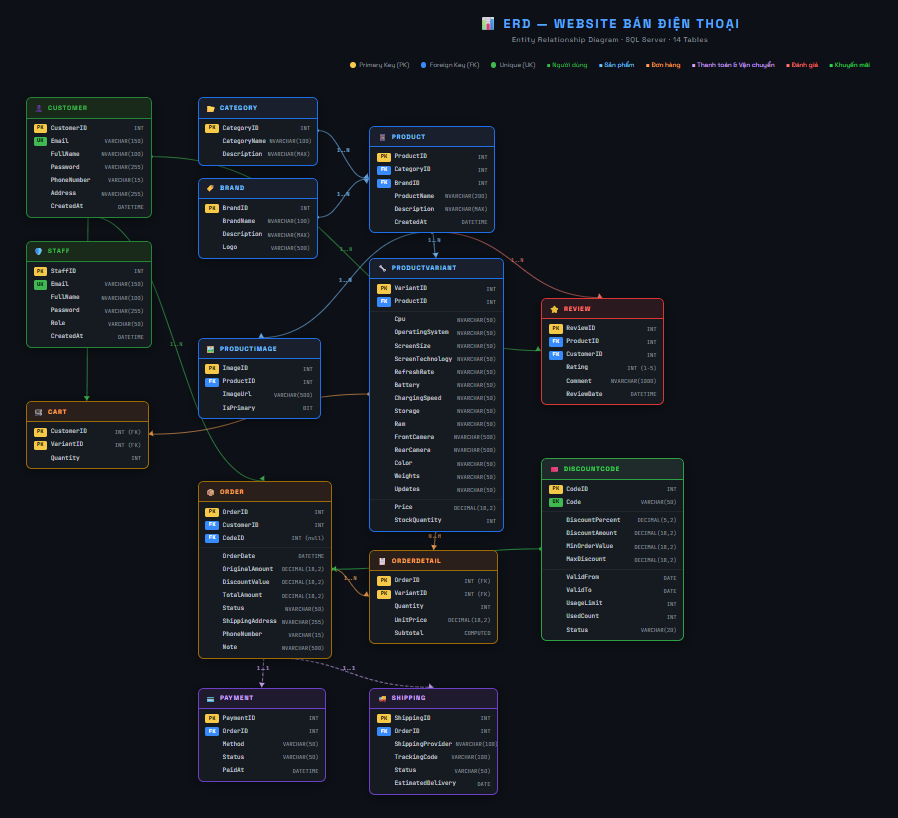 ERD — WEBSITE BÁN ĐIỆN THOẠI
Entity Relationship Diagram · SQL Server · 14 Tables
Primary Key (PK) Foreign Key (FK) Unique (UK) Người dùng Sản phẩm Đơn hàng Thanh toán & Vận chuyển Đánh giá Khuyến mãi
CUSTOMER
PK CustomerID INT
UK Email VARCHAR(150)
FullName NVARCHAR(100)
Password VARCHAR(255)
PhoneNumber VARCHAR(15)
Address NVARCHAR(255)
CreatedAt DATETIME
STAFF
PK StaffID INT
UK Email VARCHAR(150)
FullName NVARCHAR(100)
Password VARCHAR(255)
Role VARCHAR(50)
CreatedAt DATETIME
CART
PK CustomerID INT (FK)
PK VariantID INT (FK)
Quantity INT
CATEGORY
PK CategoryID INT
CategoryName NVARCHAR(100)
Description NVARCHAR(MAX)
BRAND
PK BrandID INT
BrandName NVARCHAR(100)
Description NVARCHAR(MAX)
Logo VARCHAR(500)
PRODUCT
PK ProductID INT
FK CategoryID INT
FK BrandID INT
ProductName NVARCHAR(200)
Description NVARCHAR(MAX)
CreatedAt DATETIME
1..N
1..N
1..N
1..N
1..N
1..N
1..N
PRODUCTIMAGE
PK ImageID INT
FK ProductID INT
ImageUrl VARCHAR(500)
IsPrimary BIT
PRODUCTVARIANT
PK VariantID INT
FK ProductID INT
Cpu NVARCHAR(50)
OperatingSystem NVARCHAR(50)
ScreenSize NVARCHAR(50)
ScreenTechnology NVARCHAR(50)
RefreshRate NVARCHAR(50)
Battery NVARCHAR(50)
ChargingSpeed NVARCHAR(50)
Storage NVARCHAR(50)
Ram NVARCHAR(50)
FrontCamera NVARCHAR(500)
RearCamera NVARCHAR(500)
Color NVARCHAR(50)
Weights NVARCHAR(50)
Updates NVARCHAR(50)
Price DECIMAL(18,2)
StockQuantity INT
REVIEW
PK ReviewID INT
FK ProductID INT
FK CustomerID INT
Rating INT (1-5)
Comment NVARCHAR(1000)
ReviewDate DATETIME
ORDER
PK OrderID INT
FK CustomerID INT
FK CodeID INT (null)
OrderDate DATETIME
OriginalAmount DECIMAL(18,2)
DiscountValue DECIMAL(18,2)
TotalAmount DECIMAL(18,2)
Status NVARCHAR(50)
ShippingAddress NVARCHAR(255)
PhoneNumber VARCHAR(15)
Note NVARCHAR(500)
1..N
ORDERDETAIL
PK OrderID INT (FK)
PK VariantID INT (FK)
Quantity INT
UnitPrice DECIMAL(18,2)
Subtotal COMPUTED
DISCOUNTCODE
PK CodeID INT
UK Code VARCHAR(50)
DiscountPercent DECIMAL(5,2)
DiscountAmount DECIMAL(18,2)
MinOrderValue DECIMAL(18,2)
MaxDiscount DECIMAL(18,2)
ValidFrom DATE
ValidTo DATE
UsageLimit INT
UsedCount INT
Status VARCHAR(20)
1..1
1..1
PAYMENT
PK PaymentID INT
FK OrderID INT
Method VARCHAR(50)
Status VARCHAR(50)
PaidAt DATETIME
SHIPPING
PK ShippingID INT
FK OrderID INT
ShippingProvider NVARCHAR(100)
TrackingCode VARCHAR(100)
Status VARCHAR(50)
EstimatedDelivery DATE